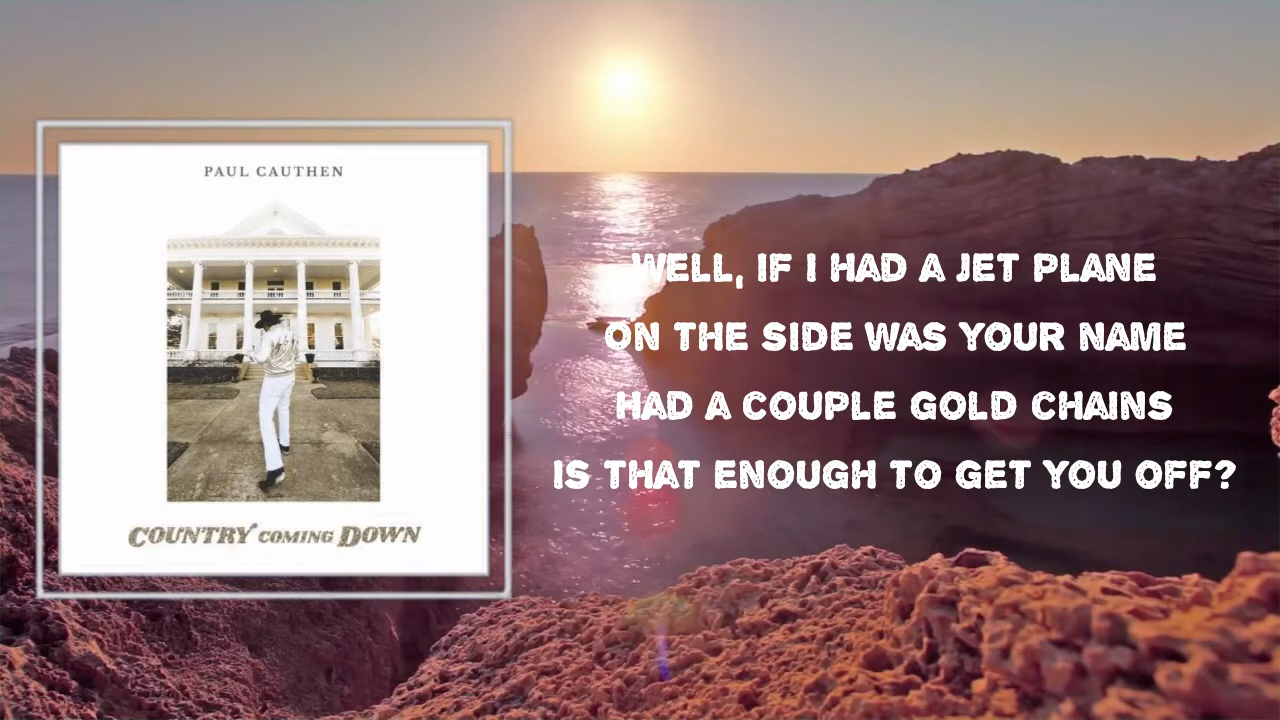 PAUL CAUTHEN
COUNTRY COMING DOWN
WELL, IF I HAD A JET PLANE
ON THE SIDE WAS YOUR NAME
HAD A COUPLE GOLD CHAINS
IS THAT ENOUGH TO GET YOU OFF?